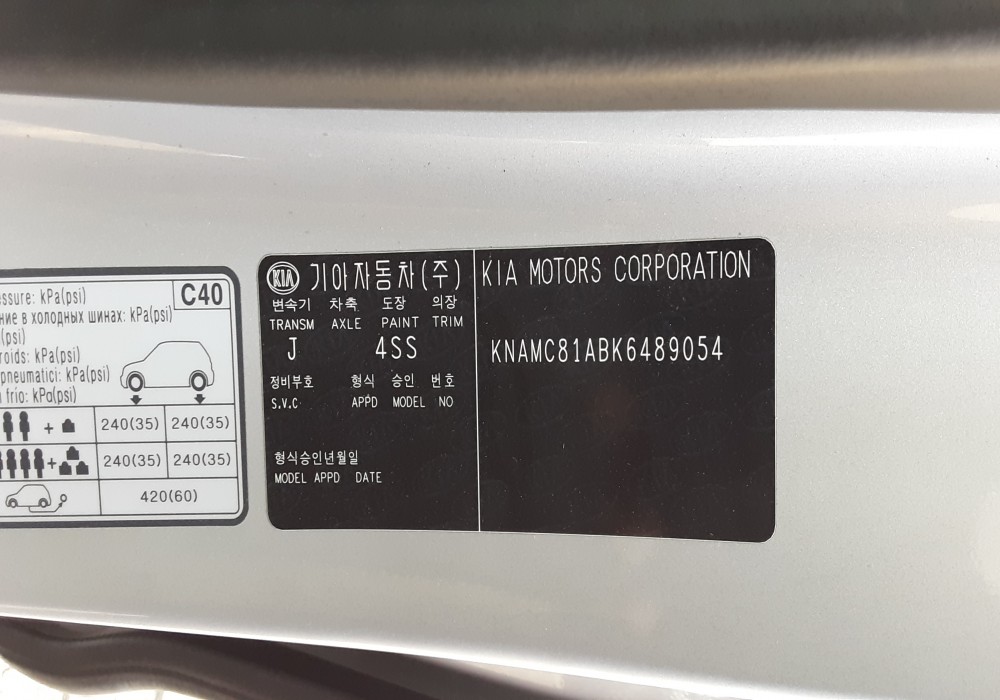 C40
essure: kPa(psi)
ние в холодных шинах: kPa(psi)
(psi)
roids: kPa(psi)
pneumatici: kPa(psi)
frío: kPa(psi)
+ 240(35) 240(35)
+ 240(35) 240(35)
420(60)
KIA 기아자동차(주)
변속기 차축 도장 의장
TRANSM AXLE PAINT TRIM
J 4SS
정비부호 형식 승인 번호
S.V.C APPD MODEL NO
형식승인년월일
MODEL APPD DATE
KIA MOTORS CORPORATION
KNAMC81ABK6489054